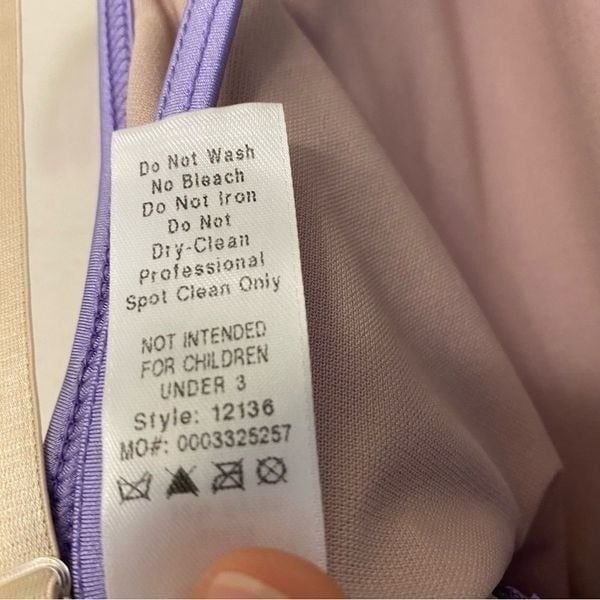 Do Not Wash
No Bleach
Do Not Iron
Do Not
Dry-Clean
Professional
Spot Clean Only
NOT INTENDED
FOR CHILDREN
UNDER 3
Style: 12136
MO#: 0003325257